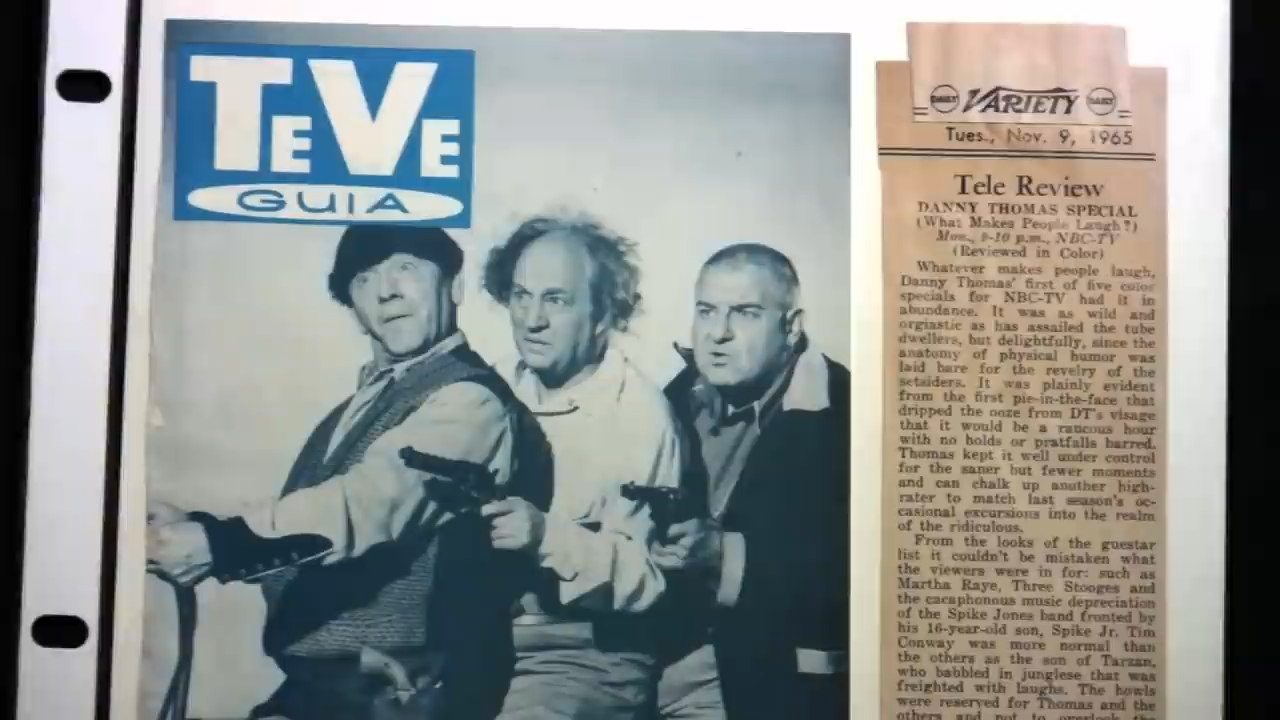 TeVe
GUIA
DAILY VARIETY DAILY
Tues., Nov. 9, 1965
Tele Review
DANNY THOMAS SPECIAL
(What Makes People Laugh?)
Mon., 9-10 p.m., NBC-TV
(Reviewed in Color)
Whatever makes people laugh,
Danny Thomas' first of five color
specials for NBC-TV had it in
abundance. It was as wild and
orgiastic as has assailed the tube
dwellers, but delightfully, since the
anatomy of physical humor was
laid bare for the revelry of the
setsiders. It was plainly evident
from the first pie-in-the-face that
dripped the ooze from DT's visage
that it would be a raucous hour
with no holds or pratfalls barred.
Thomas kept it well under control
for the saner but fewer moments
and can chalk up another high-
rater to match last season's oc-
casional excursions into the realm
of the ridiculous.
From the looks of the guestar
list it couldn't be mistaken what
the viewers were in for: such as
Martha Raye, Three Stooges and
the cacaphonous music depreciation
of the Spike Jones band fronted by
his 16-year-old son, Spike Jr. Tim
Conway was more normal than
the others as the son of Tarzan,
who babbled in junglese that was
freighted with laughs. The howls
were reserved for Thomas and the
others and not to overlook the